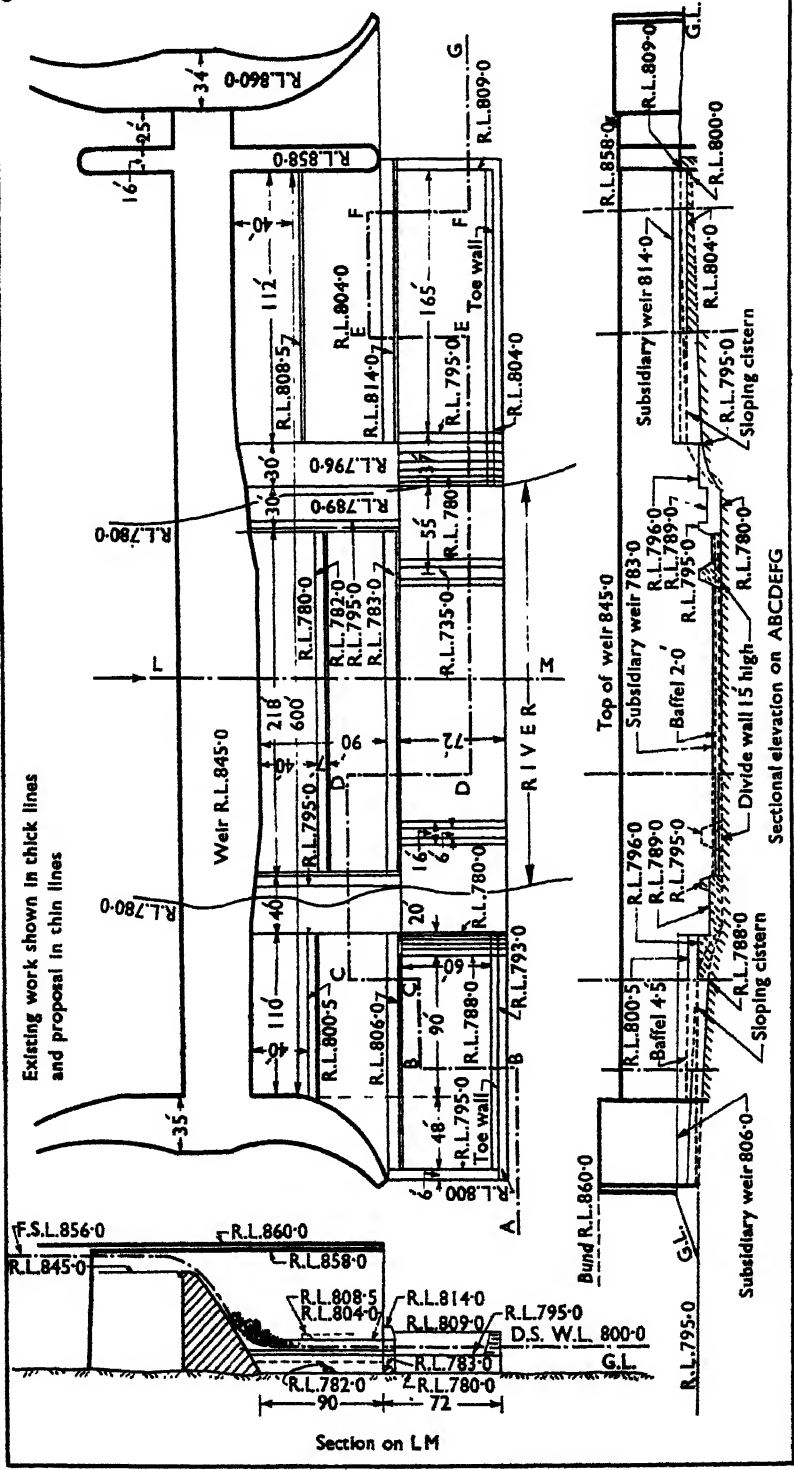 Existing work shown in thick lines
and proposal in thin lines
35′
R.L.780·0
Weir R.L.845·0
R.L.780·0
16′
25′
34′
R.L.860·0
R.L.858·0
110′
40′
40′
R.L.795·0
218′
600′
40′
90
L
R.L.780·0
R.L.782·0
R.L.795·0
R.L.783·0
30′
30′
R.L.789·0
R.L.796·0
112′
40′
R.L.808·5
R.L.804·0
R.L.814·0
R.L.800·5
R.L.806·0
C
C
D
D
E
E
F
F
G
R.L.809·0
48′
90′
60′
20′
R.L.780·0
R.L.788·0
R.L.795·0
Toe wall
R.L.793·0
R.L.800
6′
B
B
A
16′
6′
72′
RIVER
M
R.L.735·0
55′
R.L.780
37′
165′
R.L.795·0
Toe wall
R.L.804·0
F.S.L.856·0
R.L.845·0
R.L.860·0
R.L.858·0
R.L.808·5
R.L.804·0
R.L.814·0
R.L.809·0
R.L.795·0
D.S. W.L. 800·0
G.L.
R.L.783·0
R.L.782·0
R.L.780·0
90
72
Section on LM
Bund R.L.860·0
G.L.
R.L.795·0
Subsidiary weir 806·0
R.L.800·5
Baffel 4·5′
R.L.796·0
R.L.789·0
R.L.795·0
R.L.788·0
Sloping cistern
Top of weir 845·0
Subsidiary weir 783·0
Baffel 2·0′
Divide wall 15 high
R.L.796·0
R.L.789·0
R.L.795·0
R.L.780·0
Subsidiary weir 814·0
R.L.795·0
Sloping cistern
R.L.804·0
R.L.858·0
R.L.809·0
R.L.800·0
G.L.
Sectional elevation on ABCDEFG